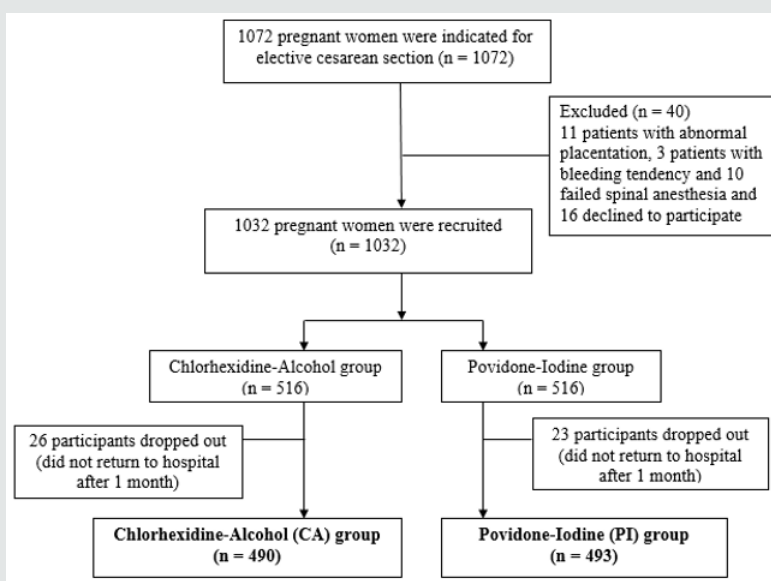 1072 pregnant women were indicated for
elective cesarean section (n = 1072)
Excluded (n = 40)
11 patients with abnormal
placentation, 3 patients with
bleeding tendency and 10
failed spinal anesthesia and
16 declined to participate
1032 pregnant women were recruited
(n = 1032)
Chlorhexidine-Alcohol group
(n = 516)
Povidone-Iodine group
(n = 516)
26 participants dropped out
(did not return to hospital
after 1 month)
23 participants dropped out
(did not return to hospital
after 1 month)
Chlorhexidine-Alcohol (CA) group
(n = 490)
Povidone-Iodine (PI) group
(n = 493)